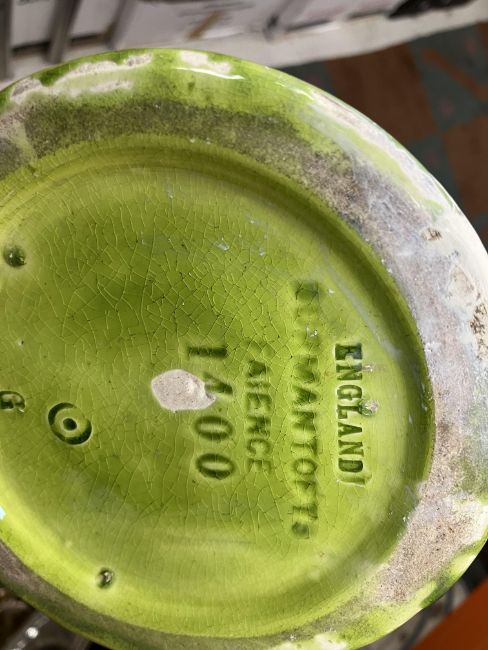 ENGLAND
BURMANTOFTS
FAIENCE
1400
G